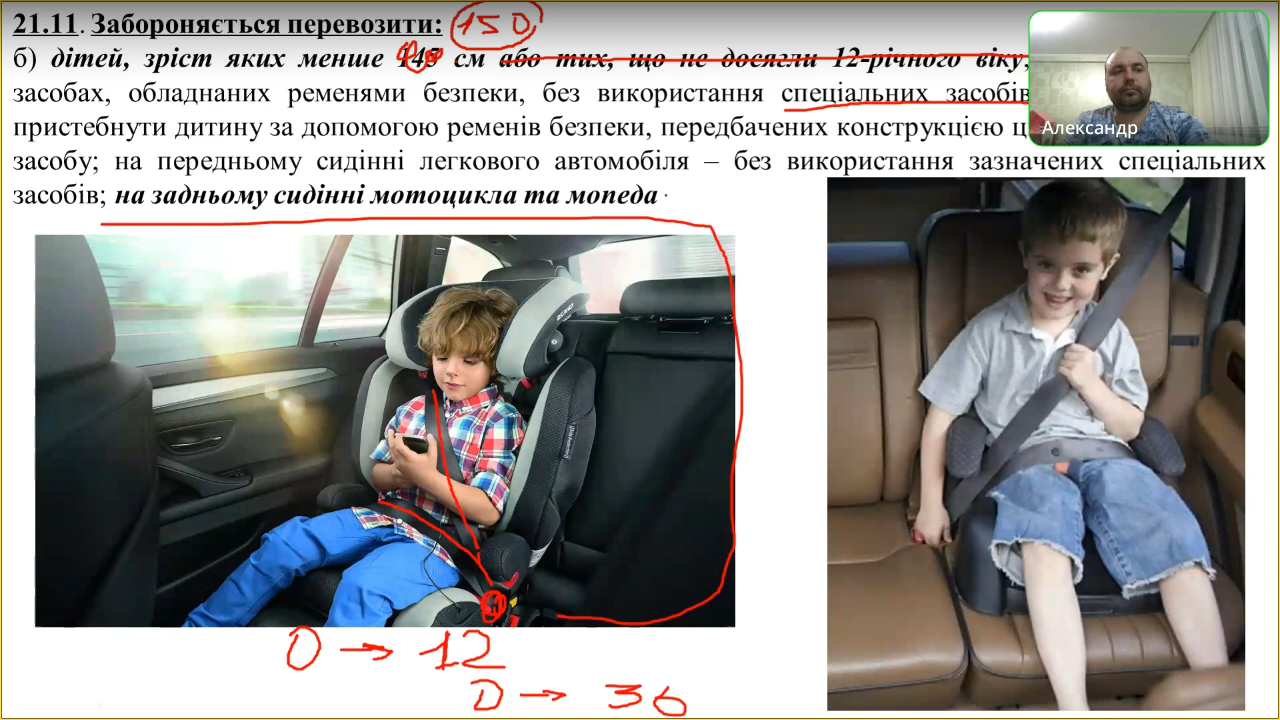 21.11. Забороняється перевозити: 150
б) дітей, зріст яких менше 145 см або тих, що не досягли 12-річного віку,
засобах, обладнаних ременями безпеки, без використання спеціальних засобів
пристебнути дитину за допомогою ременів безпеки, передбачених конструкцією ц
засобу; на передньому сидінні легкового автомобіля – без використання зазначених спеціальних
засобів; на задньому сидінні мотоцикла та мопеда
Александр
0 → 12
0 → 36